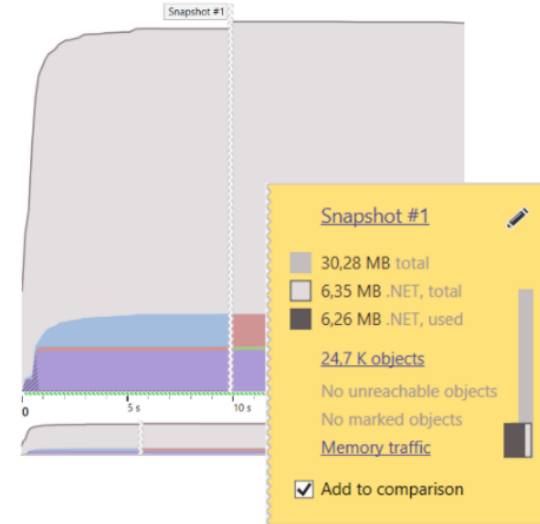 Snapshot #1
0
5 s
10 s
Snapshot #1
30,28 MB total
6,35 MB .NET, total
6,26 MB .NET, used
24,7 K objects
No unreachable objects
No marked objects
Memory traffic
Add to comparison